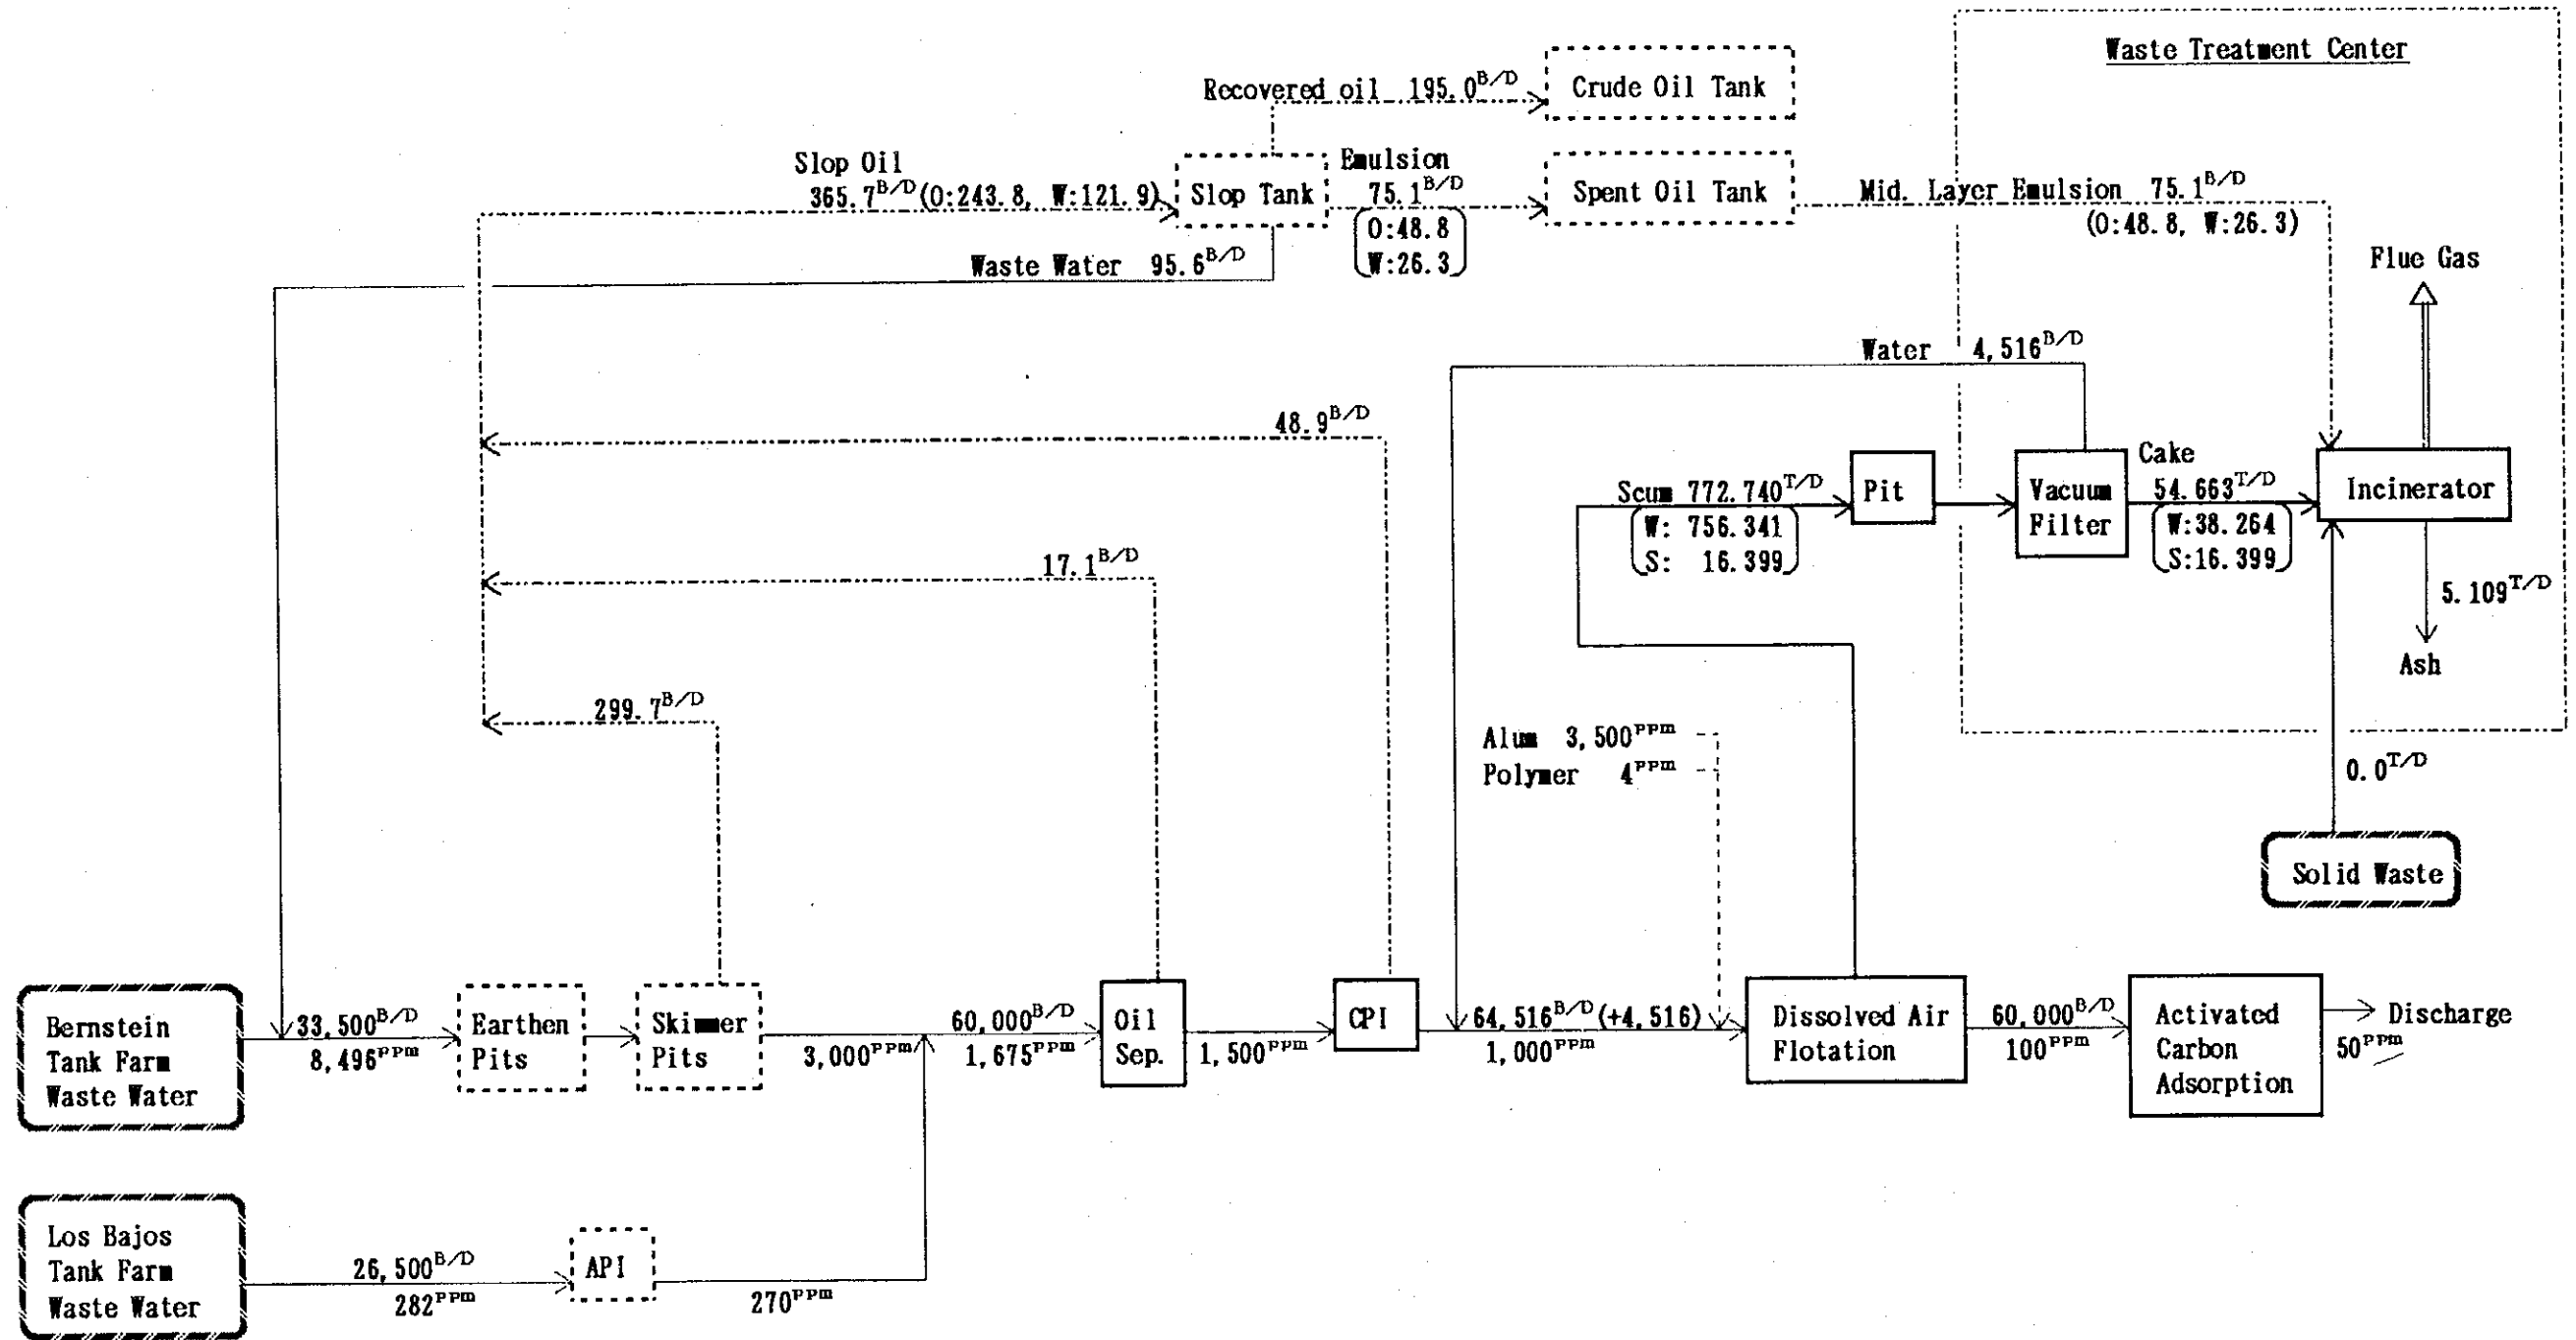 Waste Treatment Center
Recovered oil 195.0B/D
Crude Oil Tank
Slop Oil
365.7B/D(O:243.8, W:121.9)
Slop Tank
Emulsion
75.1B/D
O:48.8
W:26.3
Spent Oil Tank
Mid. Layer Emulsion 75.1B/D
(O:48.8, W:26.3)
Waste Water 95.6B/D
Flue Gas
Water 4,516B/D
48.9B/D
Scum 772.740T/D
W: 756.341
S: 16.399
Pit
Vacuum
Filter
Cake
54.663T/D
W:38.264
S:16.399
Incinerator
17.1B/D
5.109T/D
Ash
299.7B/D
Alum 3,500ppm
Polymer 4ppm
0.0T/D
Solid Waste
Bernstein
Tank Farm
Waste Water
33,500B/D
8,496ppm
Earthen
Pits
Skimmer
Pits
3,000ppm
60,000B/D
1,675ppm
Oil
Sep.
1,500ppm
CPI
64,516B/D(+4,516)
1,000ppm
Dissolved Air
Flotation
60,000B/D
100ppm
Activated
Carbon
Adsorption
Discharge
50ppm
Los Bajos
Tank Farm
Waste Water
26,500B/D
282ppm
API
270ppm